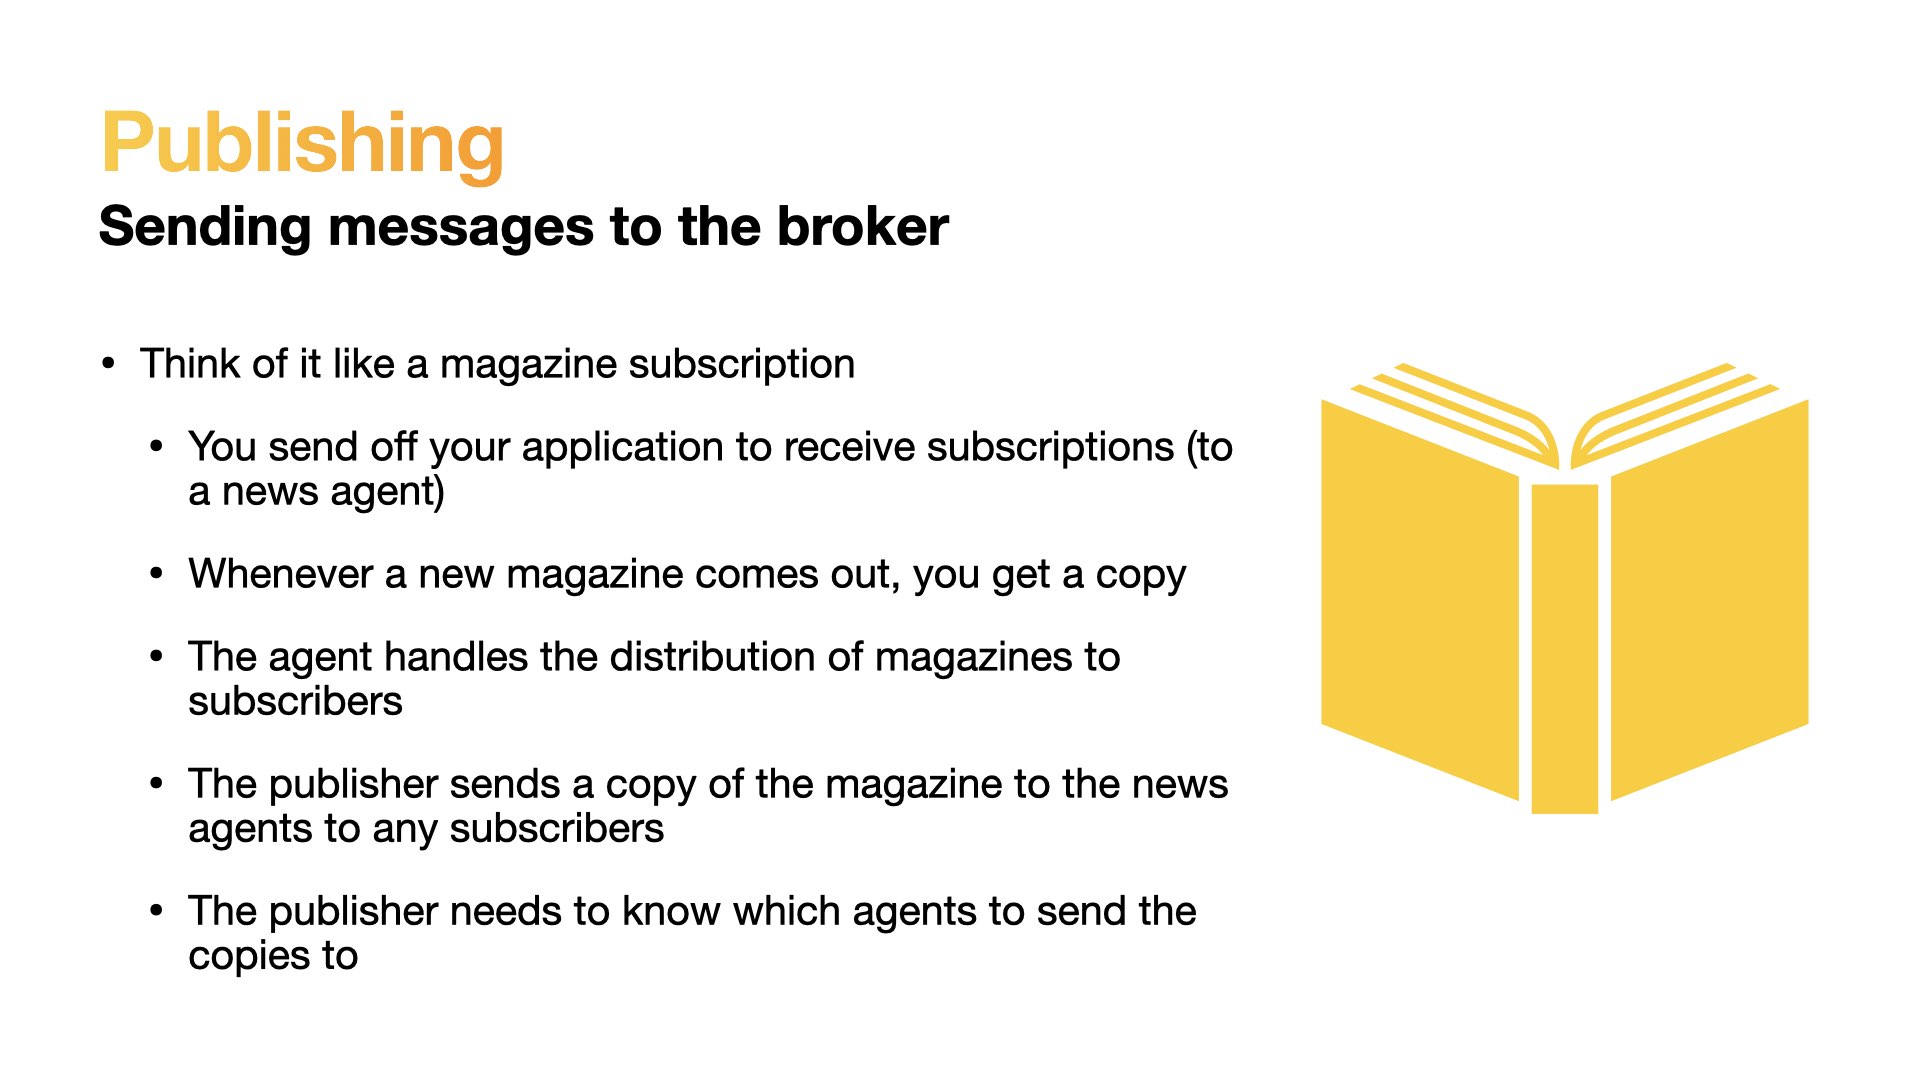 Publishing
Sending messages to the broker
• Think of it like a magazine subscription
• You send off your application to receive subscriptions (to
a news agent)
• Whenever a new magazine comes out, you get a copy
• The agent handles the distribution of magazines to
subscribers
• The publisher sends a copy of the magazine to the news
agents to any subscribers
• The publisher needs to know which agents to send the
copies to